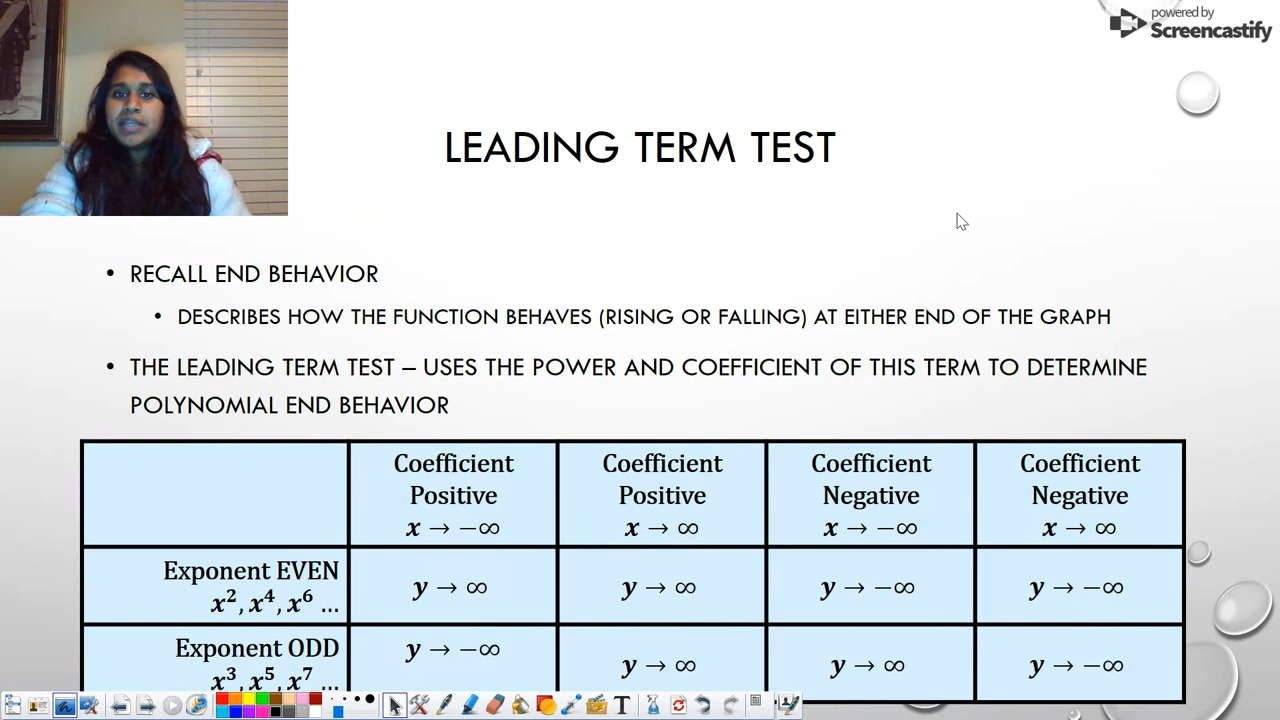 powered by
Screencastify
LEADING TERM TEST
• RECALL END BEHAVIOR
• DESCRIBES HOW THE FUNCTION BEHAVES (RISING OR FALLING) AT EITHER END OF THE GRAPH
• THE LEADING TERM TEST – USES THE POWER AND COEFFICIENT OF THIS TERM TO DETERMINE
POLYNOMIAL END BEHAVIOR
Coefficient
Positive
x → −∞
Coefficient
Positive
x → ∞
Coefficient
Negative
x → −∞
Coefficient
Negative
x → ∞
Exponent EVEN
x², x⁴, x⁶ ...
y → ∞
y → ∞
y → −∞
y → −∞
Exponent ODD
x³, x⁵, x⁷ ...
y → −∞
y → ∞
y → ∞
y → −∞
T